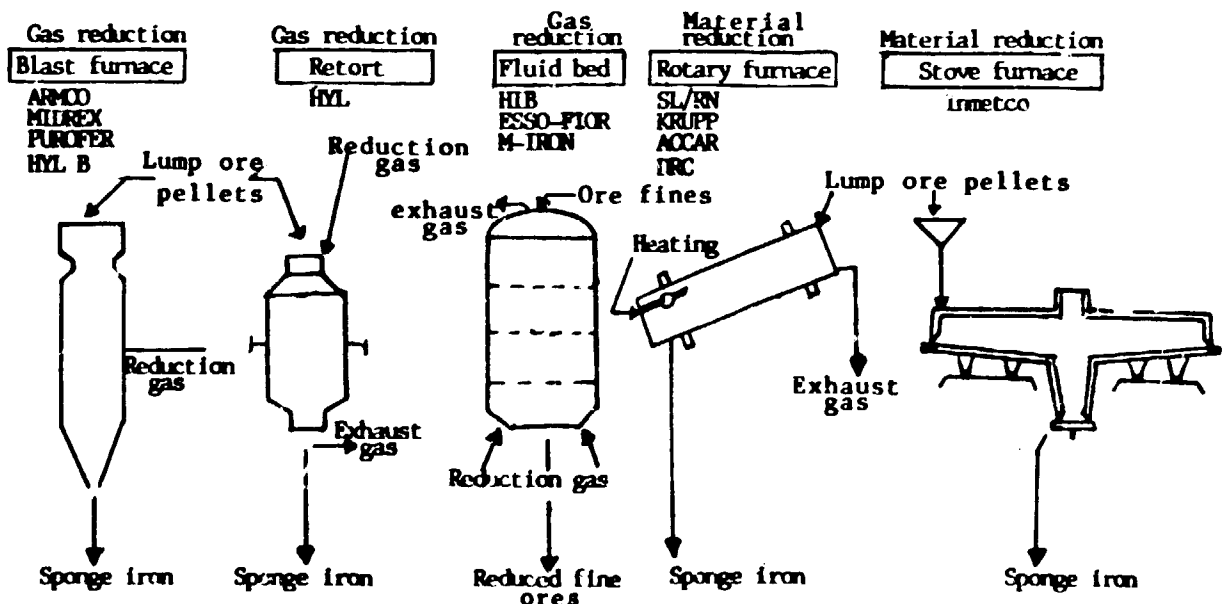 Gas reduction
Blast furnace
ARMCO
MIDREX
PUROFER
HYL B
Gas reduction
Retort
HYL
Gas
reduction
Fluid bed
HIB
ESSO-FIOR
M-IRON
Material
reduction
Rotary furnace
SL/RN
KRUPP
ACCAR
DRC
Material reduction
Stove furnace
inmetco
Lump ore
pellets
Reduction
gas
Reduction
gas
Exhaust
gas
exhaust
gas
Ore fines
Reduction gas
Heating
Lump ore pellets
Exhaust
gas
Sponge iron
Sponge iron
Reduced fine
ores
Sponge iron
Sponge iron